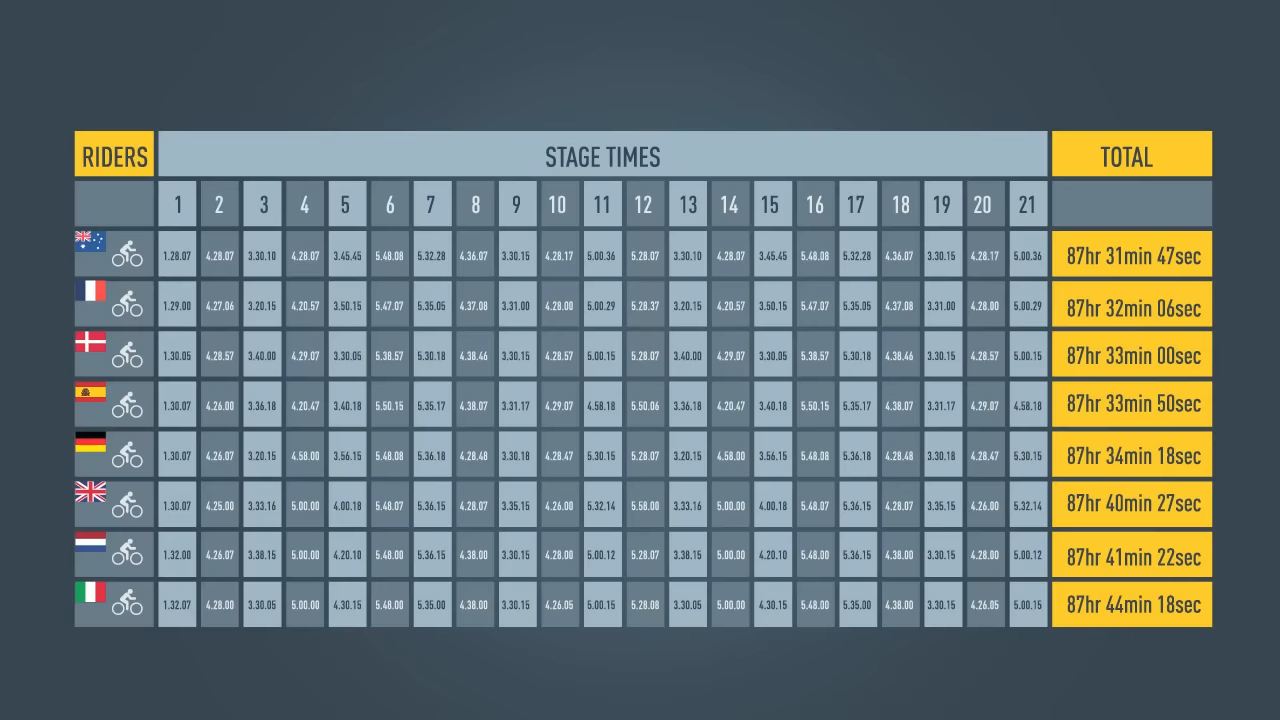 RIDERS STAGE TIMES TOTAL
1 2 3 4 5 6 7 8 9 10 11 12 13 14 15 16 17 18 19 20 21
1.28.07 4.28.07 3.30.10 4.28.07 3.45.45 5.48.08 5.32.28 4.36.07 3.30.15 4.28.17 5.00.36 5.28.07 3.30.10 4.28.07 3.45.45 5.48.08 5.32.28 4.36.07 3.30.15 4.28.17 5.00.36 87hr 31min 47sec
1.29.00 4.27.06 3.20.15 4.20.57 3.50.15 5.47.07 5.35.05 4.37.08 3.31.00 4.28.00 5.00.29 5.28.37 3.20.15 4.20.57 3.50.15 5.47.07 5.35.05 4.37.08 3.31.00 4.28.00 5.00.29 87hr 32min 06sec
1.30.05 4.28.57 3.40.00 4.29.07 3.30.05 5.38.57 5.30.18 4.38.46 3.30.15 4.28.57 5.00.15 5.28.07 3.40.00 4.29.07 3.30.05 5.38.57 5.30.18 4.38.46 3.30.15 4.28.57 5.00.15 87hr 33min 00sec
1.30.07 4.26.00 3.36.18 4.20.47 3.40.18 5.50.15 5.35.17 4.38.07 3.31.17 4.29.07 4.58.18 5.50.06 3.36.18 4.20.47 3.40.18 5.50.15 5.35.17 4.38.07 3.31.17 4.29.07 4.58.18 87hr 33min 50sec
1.30.07 4.26.07 3.20.15 4.58.00 3.56.15 5.48.08 5.36.18 4.28.48 3.30.18 4.28.47 5.30.15 5.28.07 3.20.15 4.58.00 3.56.15 5.48.08 5.36.18 4.28.48 3.30.18 4.28.47 5.30.15 87hr 34min 18sec
1.30.07 4.25.00 3.33.16 5.00.00 4.00.18 5.48.07 5.36.15 4.28.07 3.35.15 4.26.00 5.32.14 5.58.00 3.33.16 5.00.00 4.00.18 5.48.07 5.36.15 4.28.07 3.35.15 4.26.00 5.32.14 87hr 40min 27sec
1.32.00 4.26.07 3.38.15 5.00.00 4.20.10 5.48.00 5.36.15 4.38.00 3.30.15 4.28.00 5.00.12 5.28.07 3.38.15 5.00.00 4.20.10 5.48.00 5.36.15 4.38.00 3.30.15 4.28.00 5.00.12 87hr 41min 22sec
1.32.07 4.28.00 3.30.05 5.00.00 4.30.15 5.48.00 5.35.00 4.38.00 3.30.15 4.26.05 5.00.15 5.28.08 3.30.05 5.00.00 4.30.15 5.48.00 5.35.00 4.38.00 3.30.15 4.26.05 5.00.15 87hr 44min 18sec